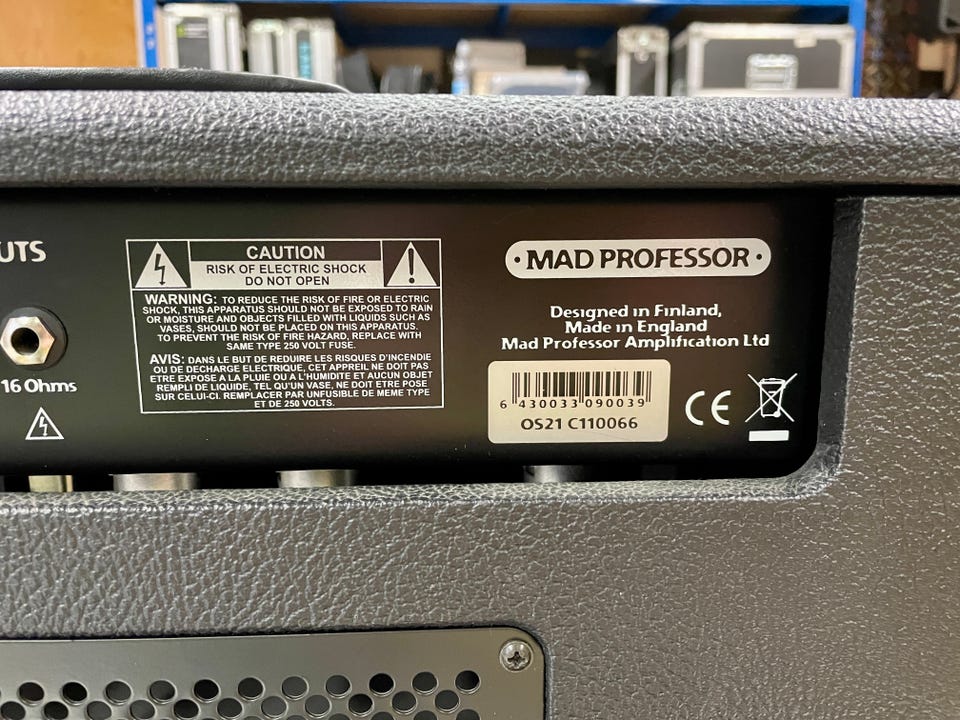 UTS
16 Ohms
CAUTION
RISK OF ELECTRIC SHOCK
DO NOT OPEN
WARNING: TO REDUCE THE RISK OF FIRE OR ELECTRIC
SHOCK, THIS APPARATUS SHOULD NOT BE EXPOSED TO RAIN
OR MOISTURE AND OBJECTS FILLED WITH LIQUIDS SUCH AS
VASES, SHOULD NOT BE PLACED ON THIS APPARATUS.
TO PREVENT THE RISK OF FIRE HAZARD, REPLACE WITH
SAME TYPE 250 VOLT FUSE.
AVIS: DANS LE BUT DE REDUIRE LES RISQUES D'INCENDIE
OU DE DECHARGE ELECTRIQUE, CET APPREIL NE DOIT PAS
ETRE EXPOSE A LA PLUIE OU A L'HUMIDITE ET AUCUN OBJET
REMPLI DE LIQUIDE, TEL QU'UN VASE, NE DOIT ETRE POSE
SUR CELUI-CI. REMPLACER PAR UNFUSIBLE DE MEME TYPE
ET DE 250 VOLTS.
· MAD PROFESSOR ·
Designed in Finland,
Made in England
Mad Professor Amplification Ltd
6 430033 090039
OS21 C110066
CE